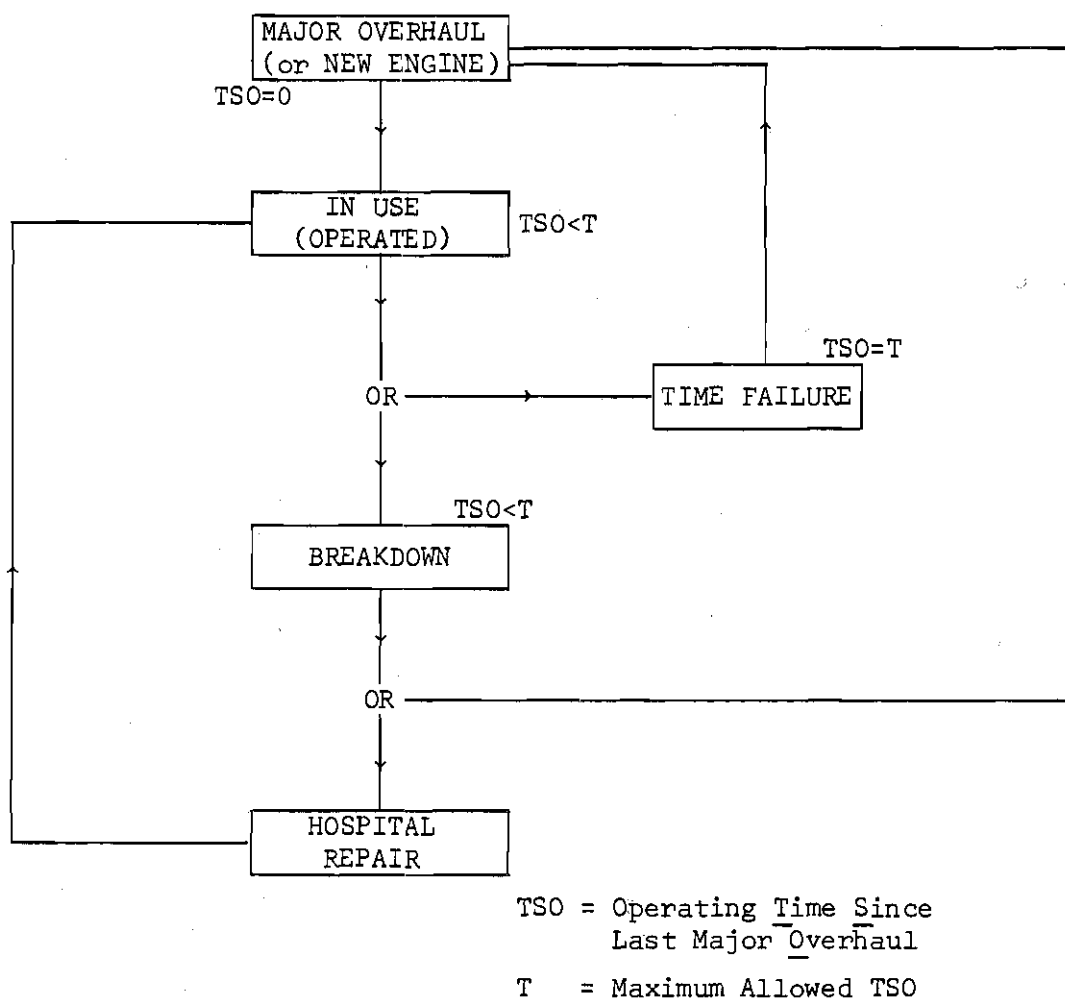 MAJOR OVERHAUL
(or NEW ENGINE)
TSO=0
IN USE
(OPERATED)
TSO<T
TSO=T
OR
TIME FAILURE
TSO<T
BREAKDOWN
OR
HOSPITAL
REPAIR
TSO = Operating Time Since
Last Major Overhaul
T = Maximum Allowed TSO